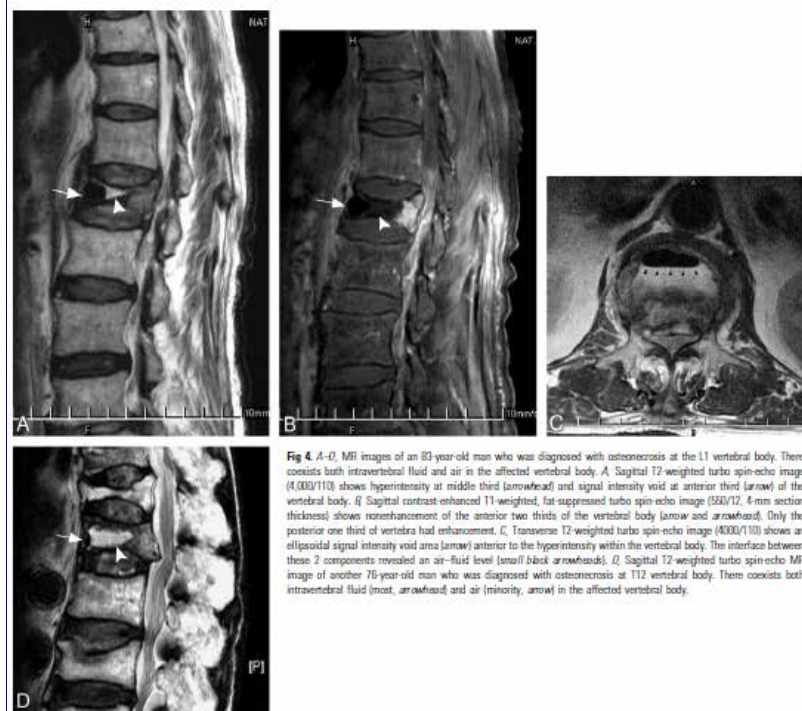 H
NAT
A
10mm
F
H
NAT
B
10mm/
F
A
C
[P]
D
Fig 4. A–D, MR images of an 83-year-old man who was diagnosed with osteonecrosis at the L1 vertebral body. There
coexists both intravertebral fluid and air in the affected vertebral body. A, Sagittal T2-weighted turbo spin-echo image
(4,000/110) shows hyperintensity at middle third (arrowhead) and signal intensity void at anterior third (arrow) of the
vertebral body. B, Sagittal contrast-enhanced T1-weighted, fat-suppressed turbo spin-echo image (550/12, 4-mm section
thickness) shows nonenhancement of the anterior two thirds of the vertebral body (arrow and arrowhead). Only the
posterior one third of vertebra had enhancement. C, Transverse T2-weighted turbo spin-echo image (4000/110) shows an
ellipsoidal signal intensity void area (arrow) anterior to the hyperintensity within the vertebral body. The interface between
these 2 components revealed an air–fluid level (small black arrowheads). D, Sagittal T2-weighted turbo spin-echo MR
image of another 76-year-old man who was diagnosed with osteonecrosis at T12 vertebral body. There coexists both
intravertebral fluid (most, arrowhead) and air (minority, arrow) in the affected vertebral body.